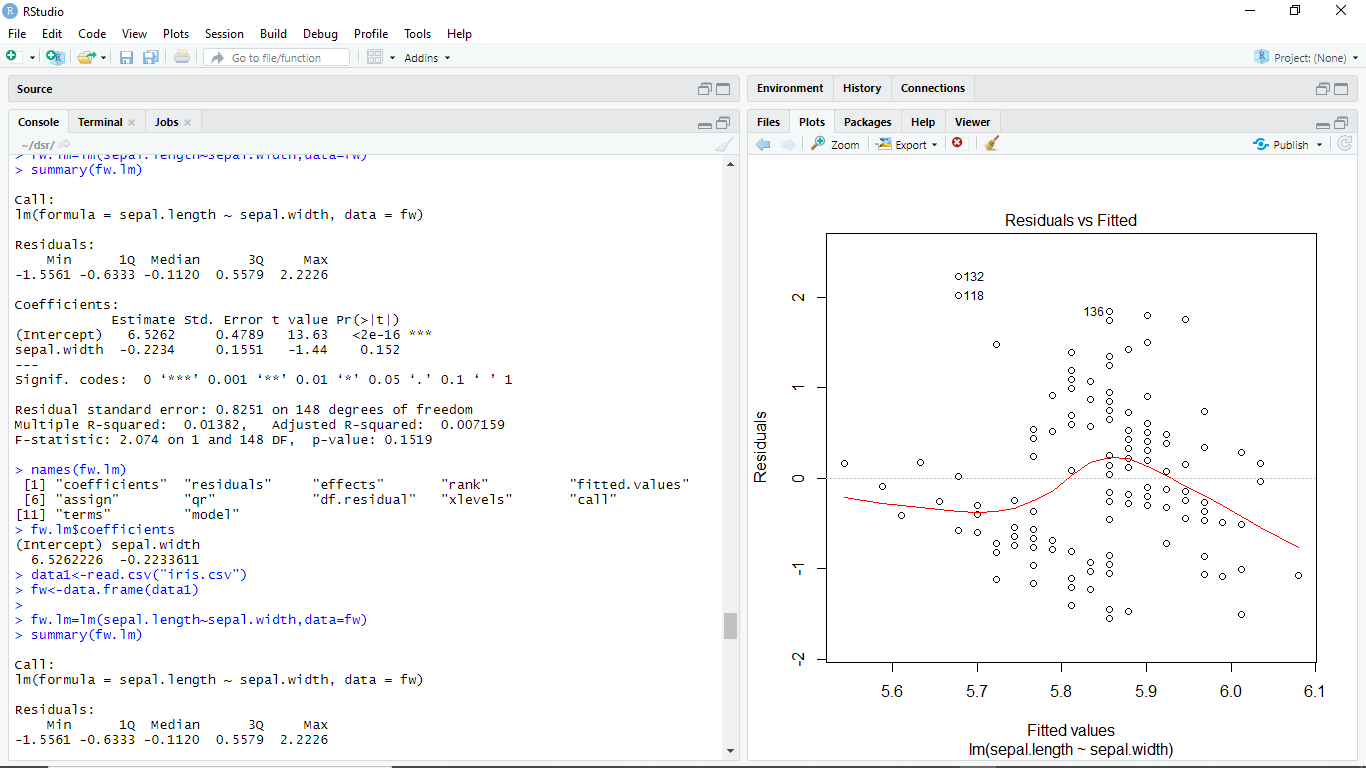 RStudio
File Edit Code View Plots Session Build Debug Profile Tools Help
Go to file/function Addins Project: (None)
Source
Console Terminal Jobs
~/dsr/
> fw.lm=lm(sepal.length~sepal.width,data=fw)
> summary(fw.lm)
Call:
lm(formula = sepal.length ~ sepal.width, data = fw)
Residuals:
Min 1Q Median 3Q Max
-1.5561 -0.6333 -0.1120 0.5579 2.2226
Coefficients:
Estimate Std. Error t value Pr(>|t|)
(Intercept) 6.5262 0.4789 13.63 <2e-16 ***
sepal.width -0.2234 0.1551 -1.44 0.152
---
Signif. codes: 0 ‘***’ 0.001 ‘**’ 0.01 ‘*’ 0.05 ‘.’ 0.1 ‘ ’ 1
Residual standard error: 0.8251 on 148 degrees of freedom
Multiple R-squared: 0.01382, Adjusted R-squared: 0.007159
F-statistic: 2.074 on 1 and 148 DF, p-value: 0.1519
> names(fw.lm)
[1] "coefficients" "residuals" "effects" "rank" "fitted.values"
[6] "assign" "qr" "df.residual" "xlevels" "call"
[11] "terms" "model"
> fw.lm$coefficients
(Intercept) sepal.width
6.5262226 -0.2233611
> data1<-read.csv("iris.csv")
> fw<-data.frame(data1)
>
> fw.lm=lm(sepal.length~sepal.width,data=fw)
> summary(fw.lm)
Call:
lm(formula = sepal.length ~ sepal.width, data = fw)
Residuals:
Min 1Q Median 3Q Max
-1.5561 -0.6333 -0.1120 0.5579 2.2226
Environment History Connections
Files Plots Packages Help Viewer
Zoom Export Publish
Residuals vs Fitted
132
118
136
Residuals
2
1
0
-1
-2
5.6 5.7 5.8 5.9 6.0 6.1
Fitted values
lm(sepal.length ~ sepal.width)